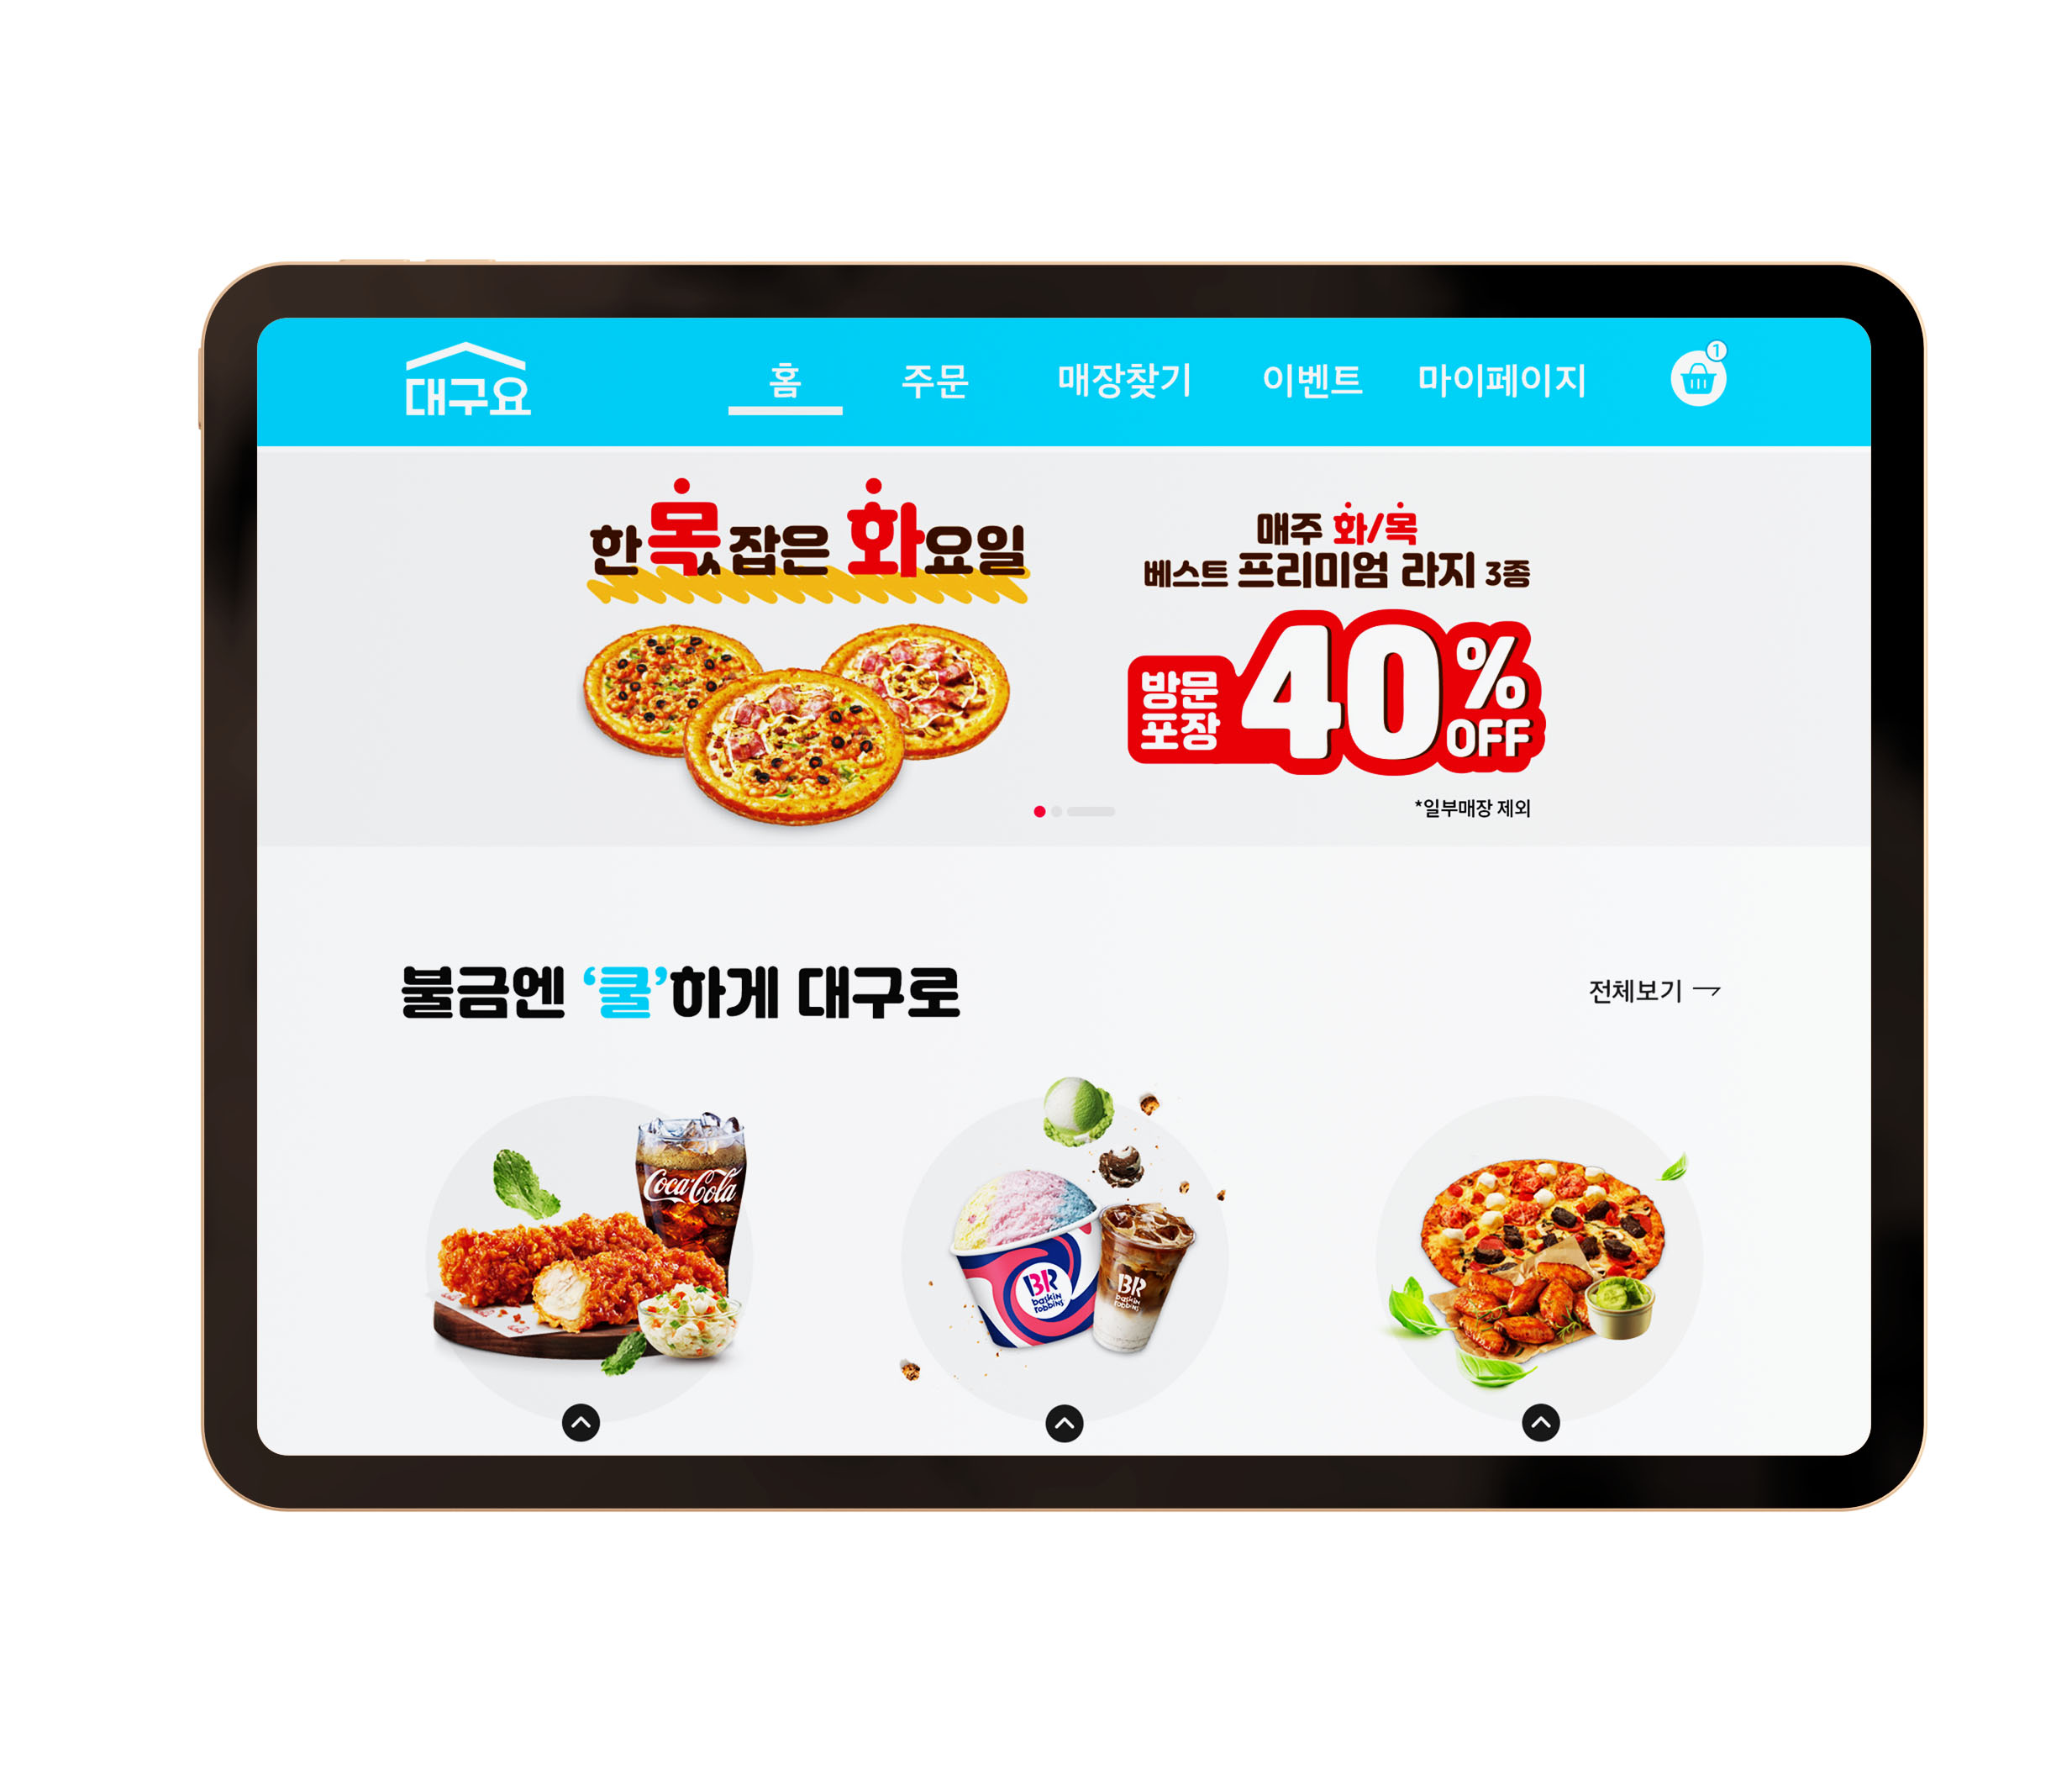 대구요
홈
주문
매장찾기
이벤트
마이페이지
1
한 목 잡은 화요일
매주 화/목
베스트 프리미엄 라지 3종
방문
포장
40%
OFF
*일부매장 제외
불금엔 ‘쿨’하게 대구로
전체보기
Coca-Cola
BR
baskin
robbins
BR
baskin
robbins